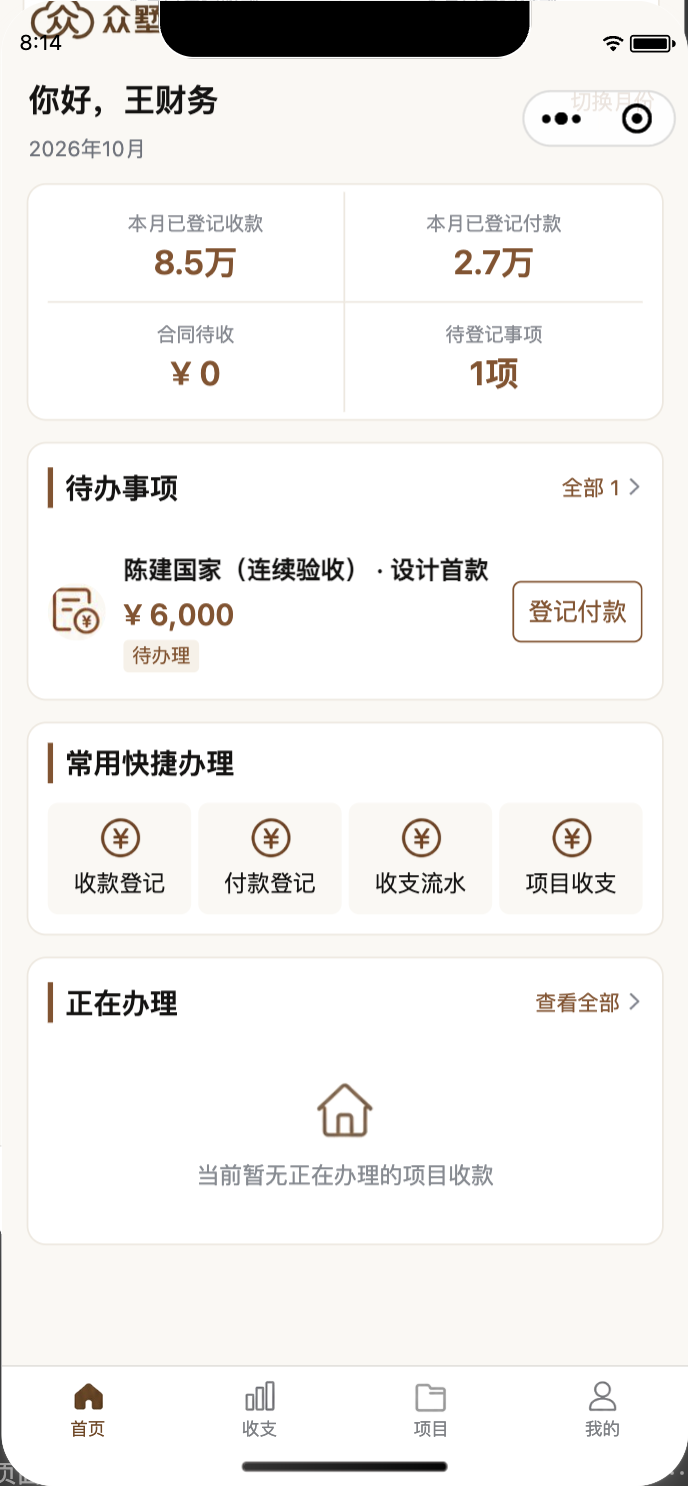 众墅
8:14
你好，王财务
切换月份
2026年10月
本月已登记收款
本月已登记付款
8.5万
2.7万
合同待收
待登记事项
¥ 0
1项
待办事项
全部 1
陈建国家（连续验收） · 设计首款
¥ 6,000
登记付款
待办理
常用快捷办理
收款登记
付款登记
收支流水
项目收支
正在办理
查看全部
当前暂无正在办理的项目收款
首页
收支
项目
我的